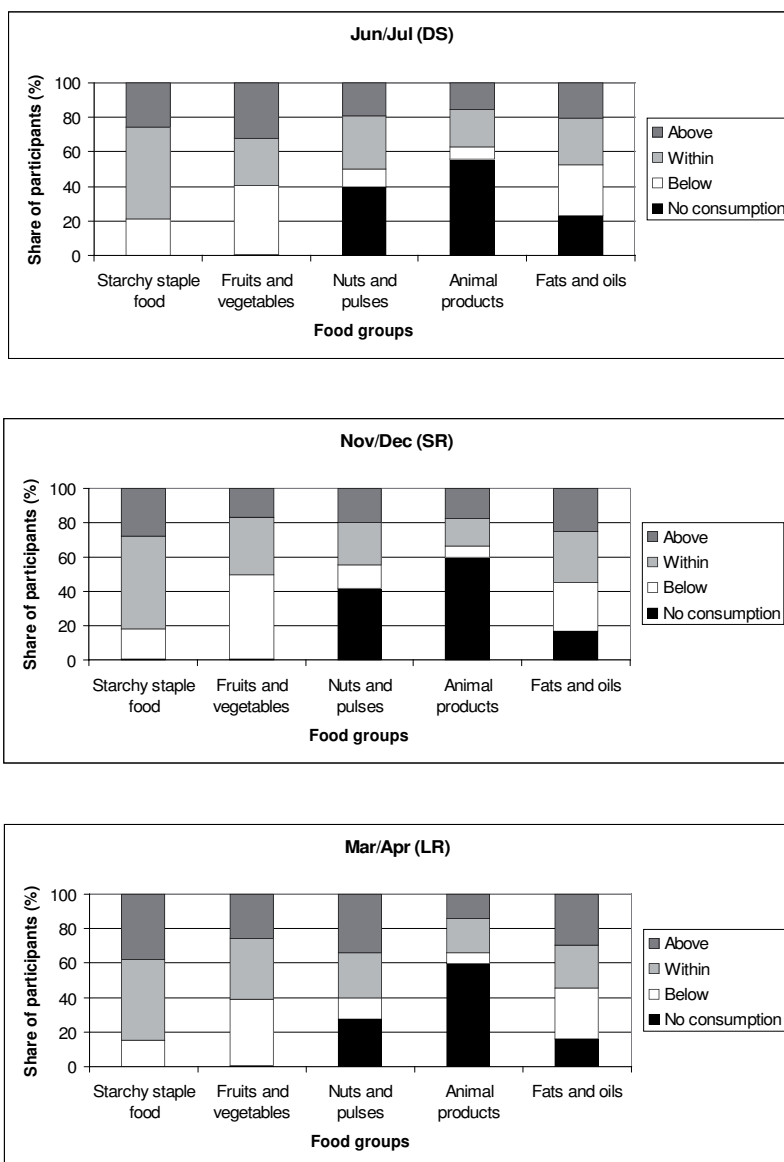 Jun/Jul (DS)
Share of participants (%)
100
80
60
40
20
0
Starchy staple
food
Fruits and
vegetables
Nuts and
pulses
Animal
products
Fats and oils
Food groups
Above
Within
Below
No consumption
Nov/Dec (SR)
Share of participants (%)
100
80
60
40
20
0
Starchy staple
food
Fruits and
vegetables
Nuts and
pulses
Animal
products
Fats and oils
Food groups
Above
Within
Below
No consumption
Mar/Apr (LR)
Share of participants (%)
100
80
60
40
20
0
Starchy staple
food
Fruits and
vegetables
Nuts and
pulses
Animal
products
Fats and oils
Food groups
Above
Within
Below
No consumption